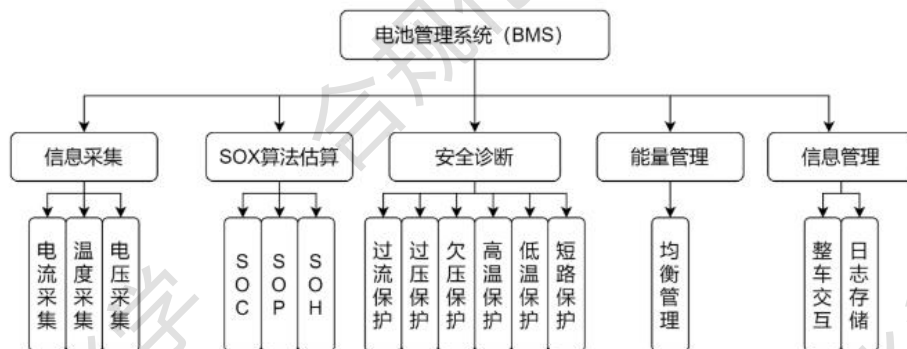 电池管理系统（BMS）
信息采集
SOX算法估算
安全诊断
能量管理
信息管理
电流采集
温度采集
电压采集
SOC
SOP
SOH
过流保护
过压保护
欠压保护
高温保护
低温保护
短路保护
均衡管理
整车交互
日志存储
合规
学